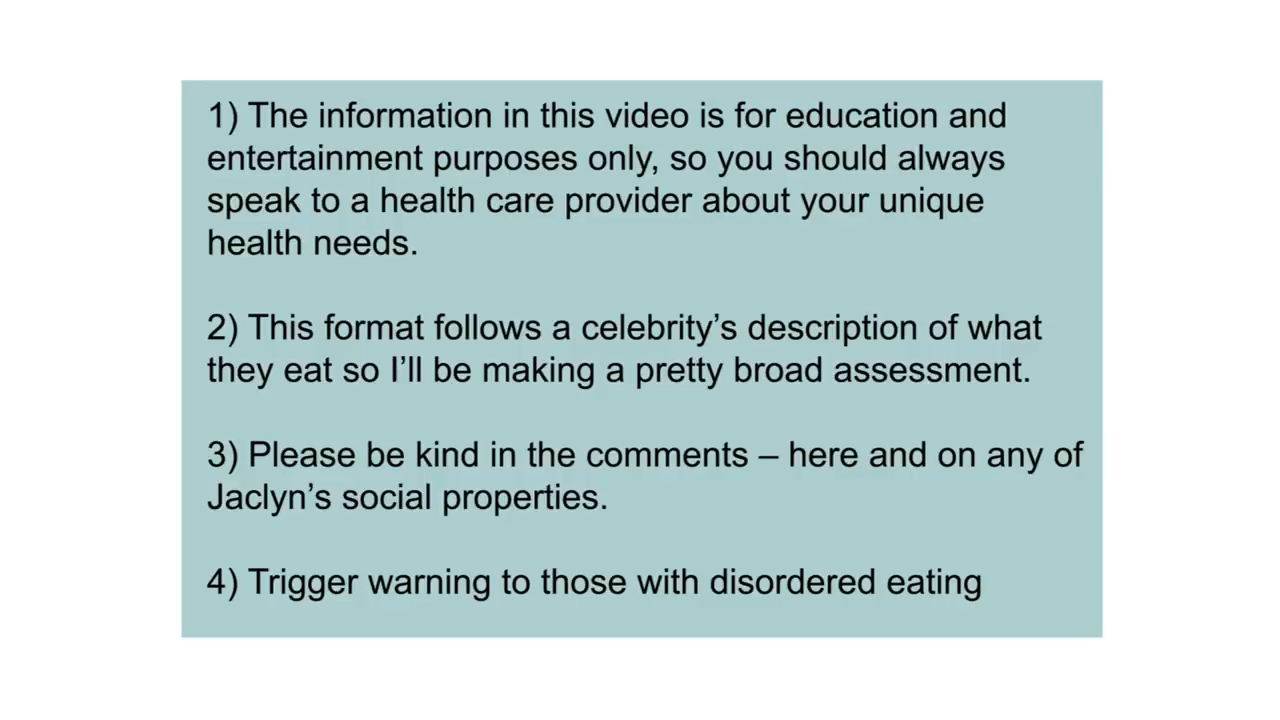 1) The information in this video is for education and
entertainment purposes only, so you should always
speak to a health care provider about your unique
health needs.
2) This format follows a celebrity’s description of what
they eat so I’ll be making a pretty broad assessment.
3) Please be kind in the comments – here and on any of
Jaclyn’s social properties.
4) Trigger warning to those with disordered eating